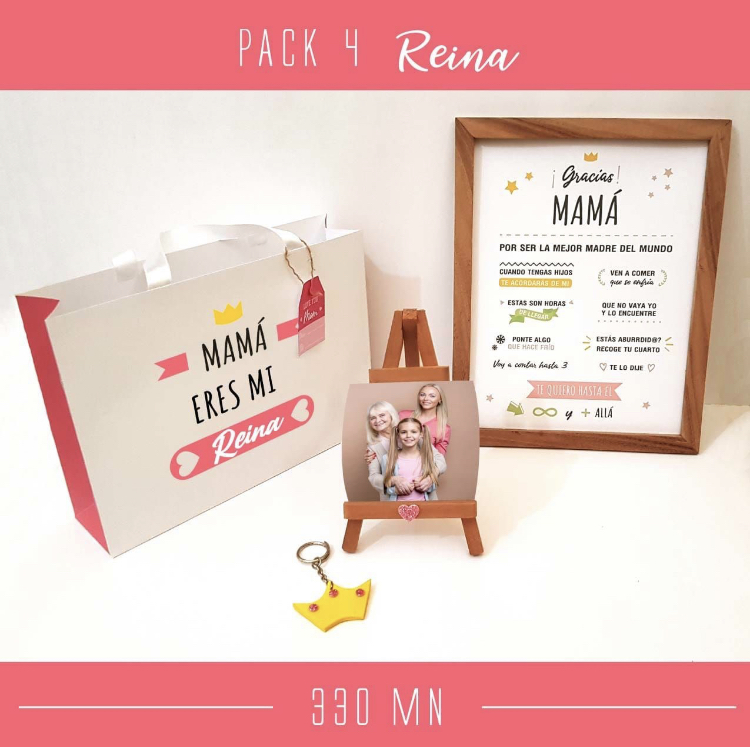 PACK 4 Reina
MAMÁ
ERES MI
Reina
Mom
¡Gracias!
MAMÁ
POR SER LA MEJOR MADRE DEL MUNDO
CUANDO TENGAS HIJOS
TE ACORDARÁS DE MI
VEN A COMER
que se enfría
ESTAS SON HORAS
DE LLEGAR
QUE NO VAYA YO
Y LO ENCUENTRE
PONTE ALGO
QUE HACE FRÍO
ESTÁS ABURRID@?
RECOGE TU CUARTO
Voy a contar hasta 3
TE LO DIJE
TE QUIERO HASTA EL
∞ y + ALLÁ
330 MN